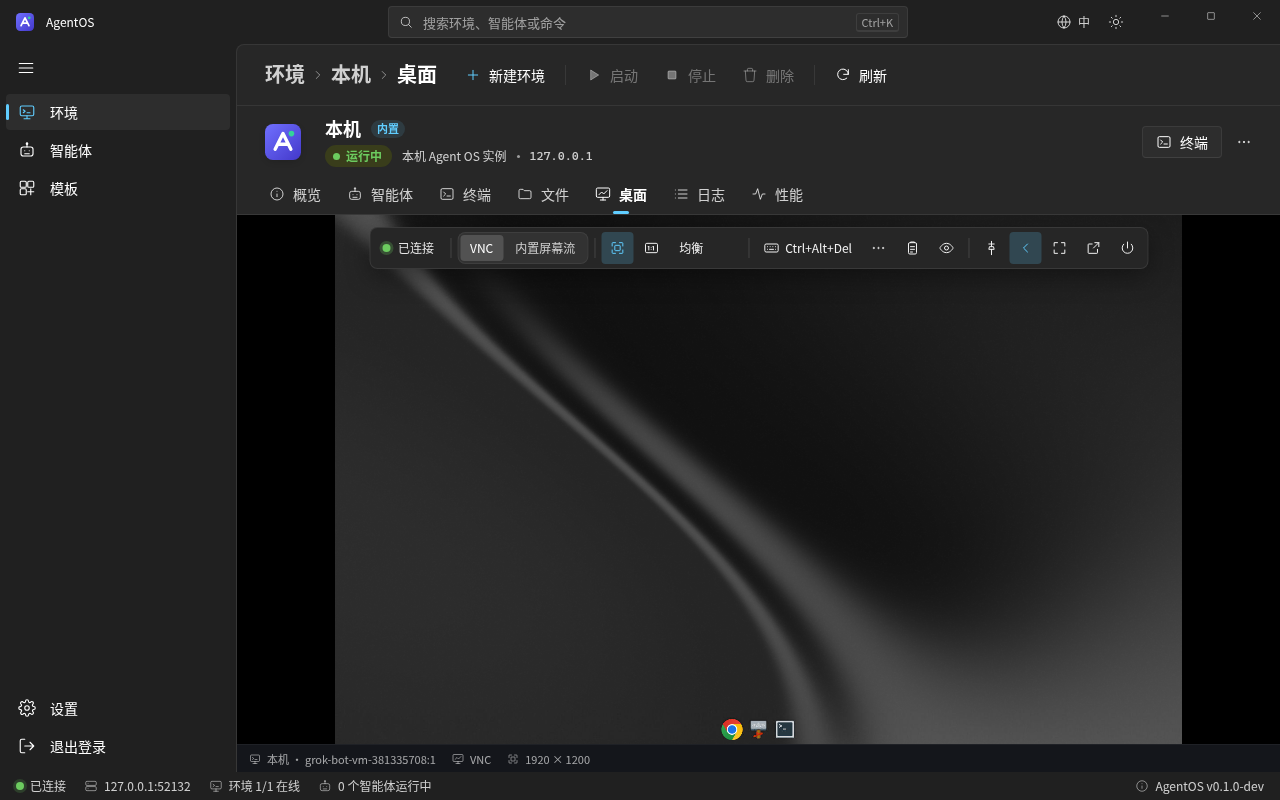 AgentOS
搜索环境、智能体或命令
Ctrl+K
中
环境
智能体
模板
设置
退出登录
环境 本机 桌面
新建环境
启动
停止
删除
刷新
本机
内置
运行中
本机 Agent OS 实例 • 127.0.0.1
终端
概览
智能体
终端
文件
桌面
日志
性能
已连接
VNC
内置屏幕流
1:1
均衡
Ctrl+Alt+Del
本机 • grok-bot-vm-381335708:1
VNC
1920 × 1200
已连接
127.0.0.1:52132
环境 1/1 在线
0 个智能体运行中
AgentOS v0.1.0-dev